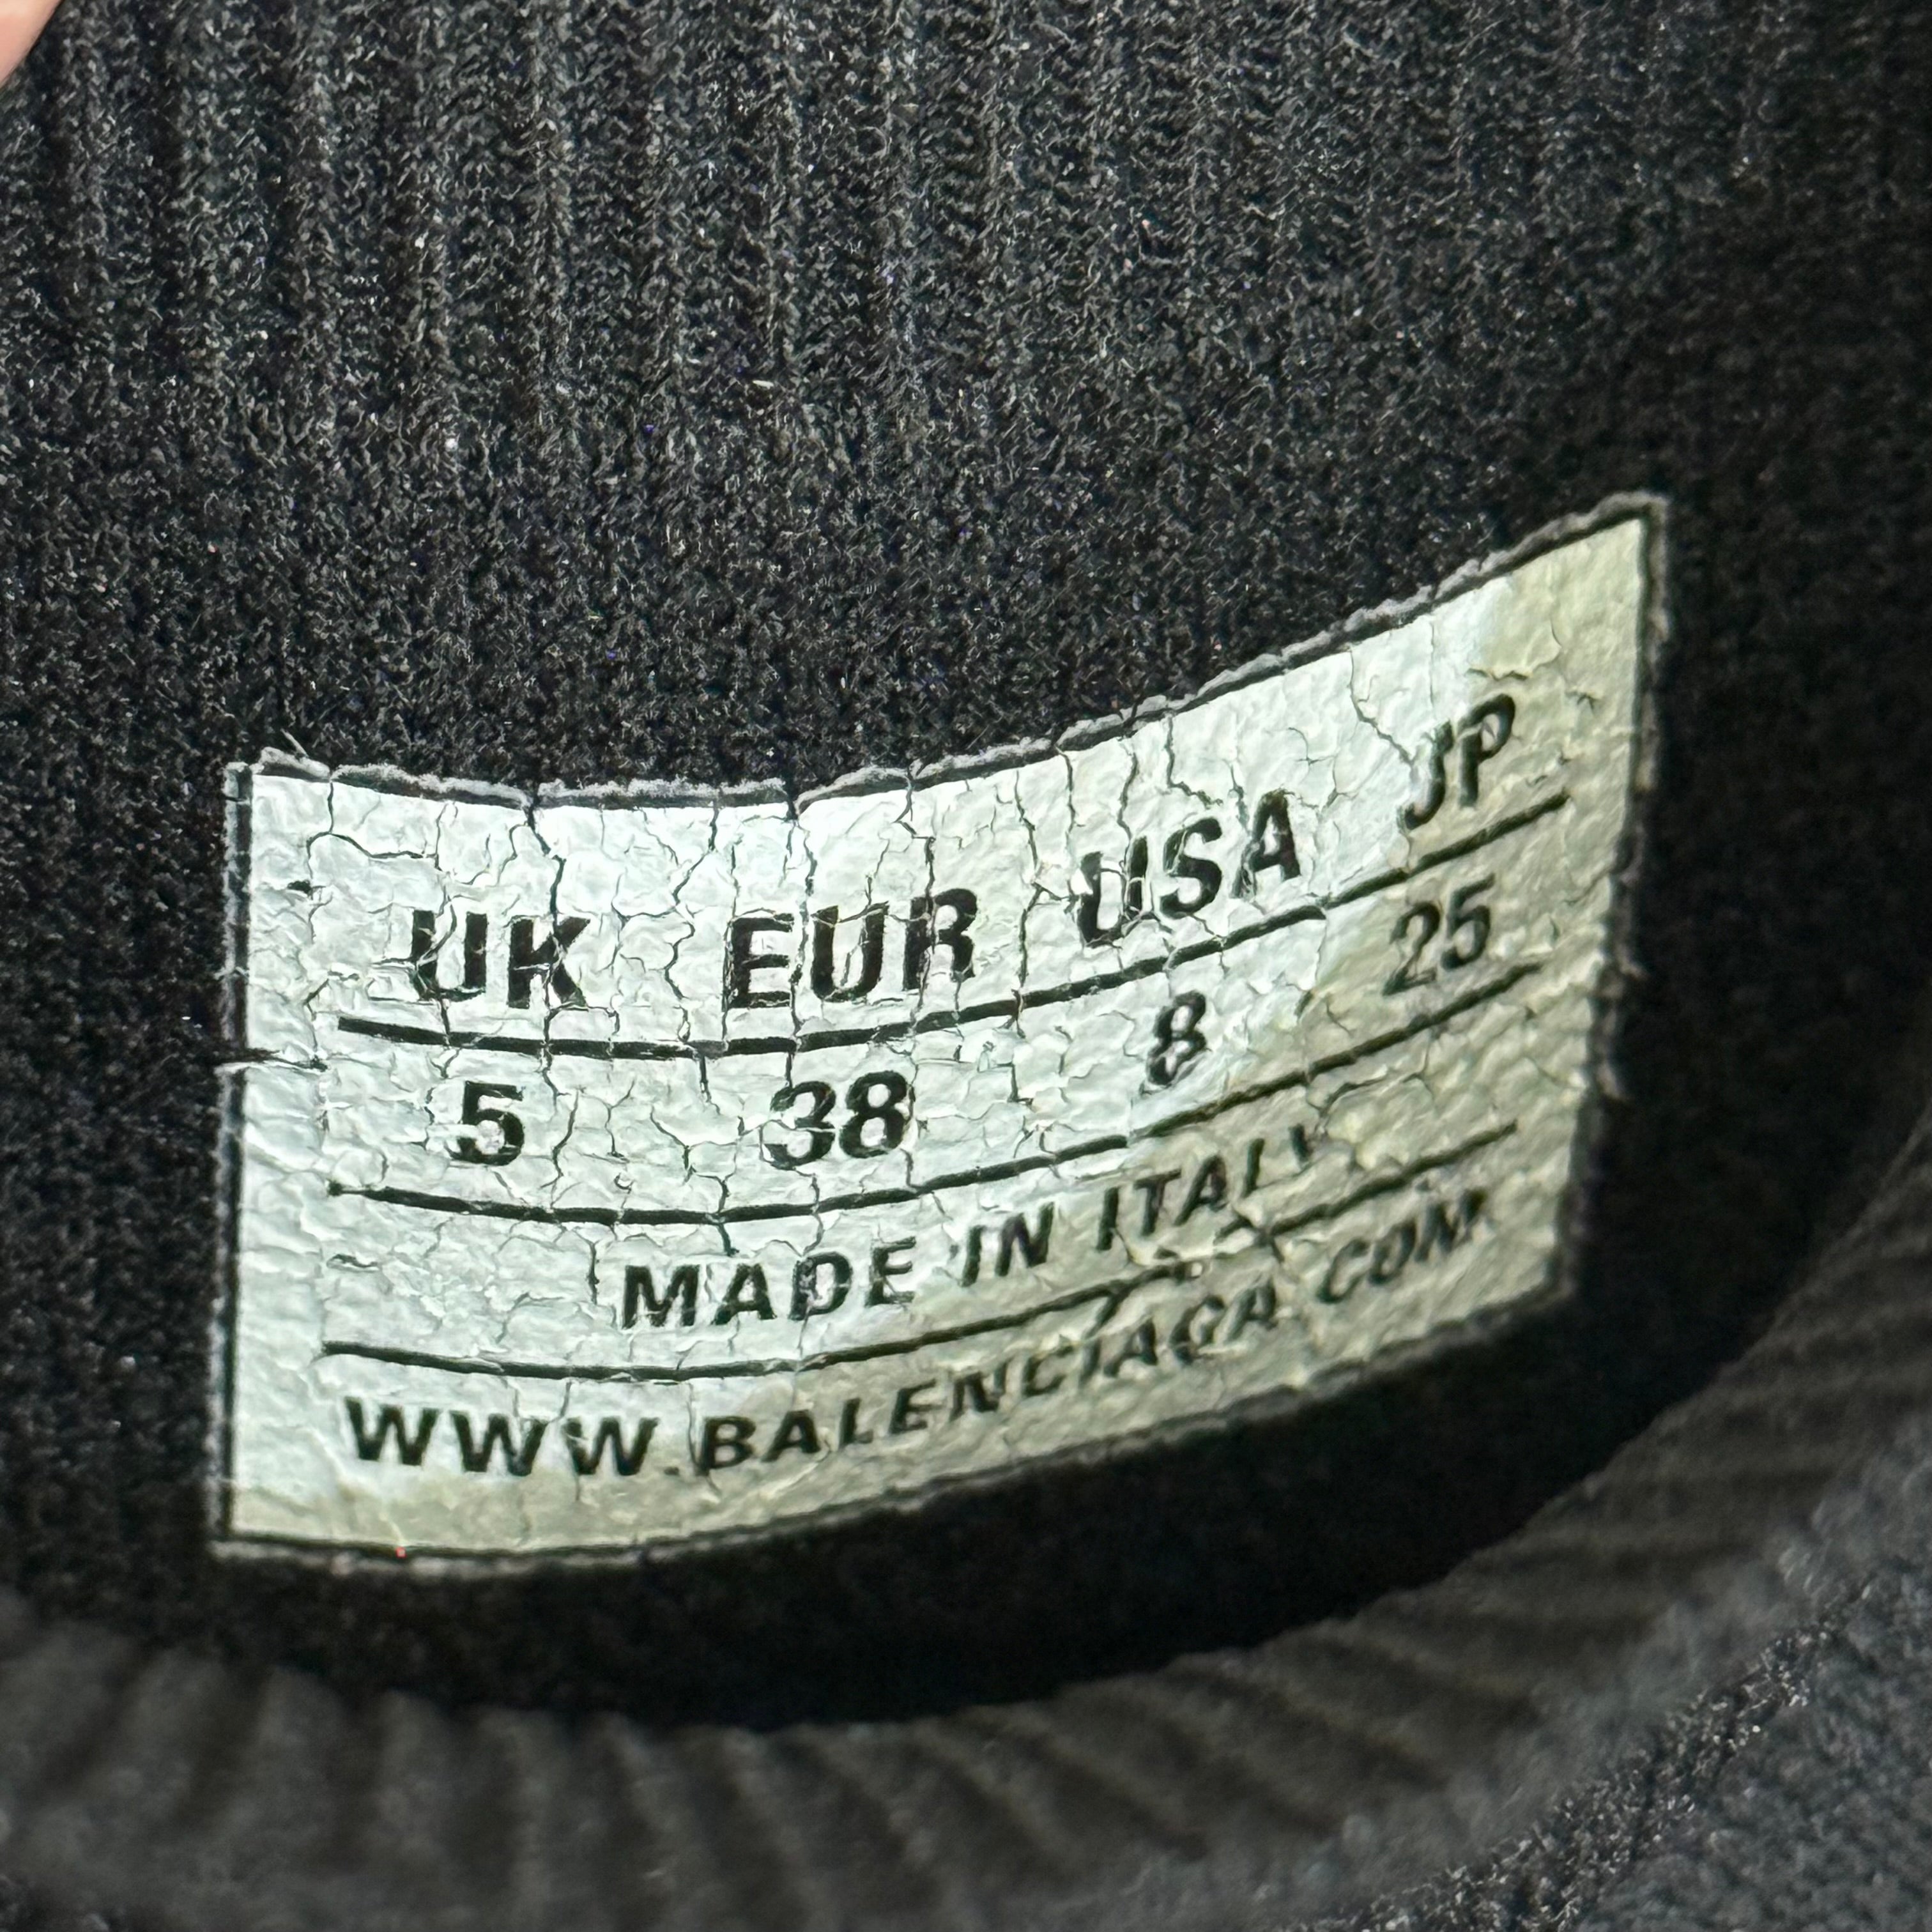 UK EUR USA JP
5 38 8 25
MADE IN ITALY
WWW.BALENCIAGA.COM